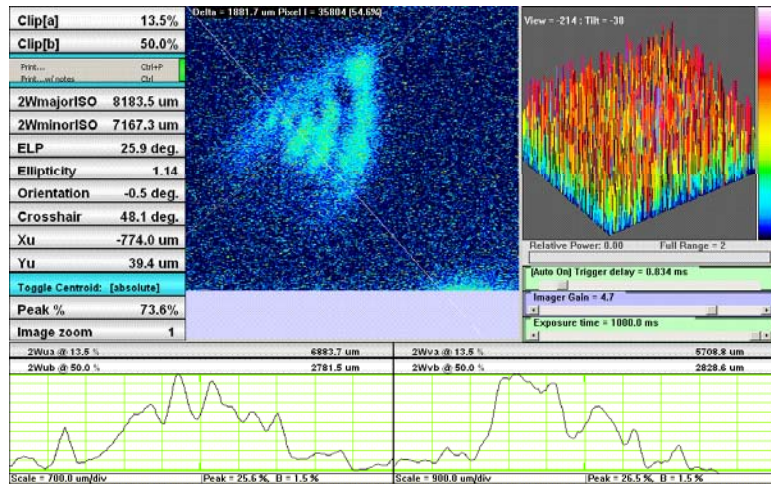 Clip[a] 13.5%
Clip[b] 50.0%
Print... Ctrl+P
Print...w/ notes Ctrl
2WmajorISO 8183.5 um
2WminorISO 7167.3 um
ELP 25.9 deg.
Ellipticity 1.14
Orientation -0.5 deg.
Crosshair 48.1 deg.
Xu -774.0 um
Yu 39.4 um
Toggle Centroid: [absolute]
Peak % 73.6%
Image zoom 1
Delta = 1881.7 um Pixel I = 35804 (54.6%)
View = -214 : Tilt = -38
Relative Power: 0.00 Full Range = 2
[Auto On] Trigger delay = 0.834 ms
Imager Gain = 4.7
Exposure time = 1000.0 ms
2Wua @ 13.5 % 6883.7 um
2Wub @ 50.0 % 2781.5 um
2Wva @ 13.5 % 5708.8 um
2Wvb @ 50.0 % 2828.6 um
Scale = 700.0 um/div Peak = 25.6 % B = 1.5 %
Scale = 900.0 um/div Peak = 26.5 % B = 1.5 %